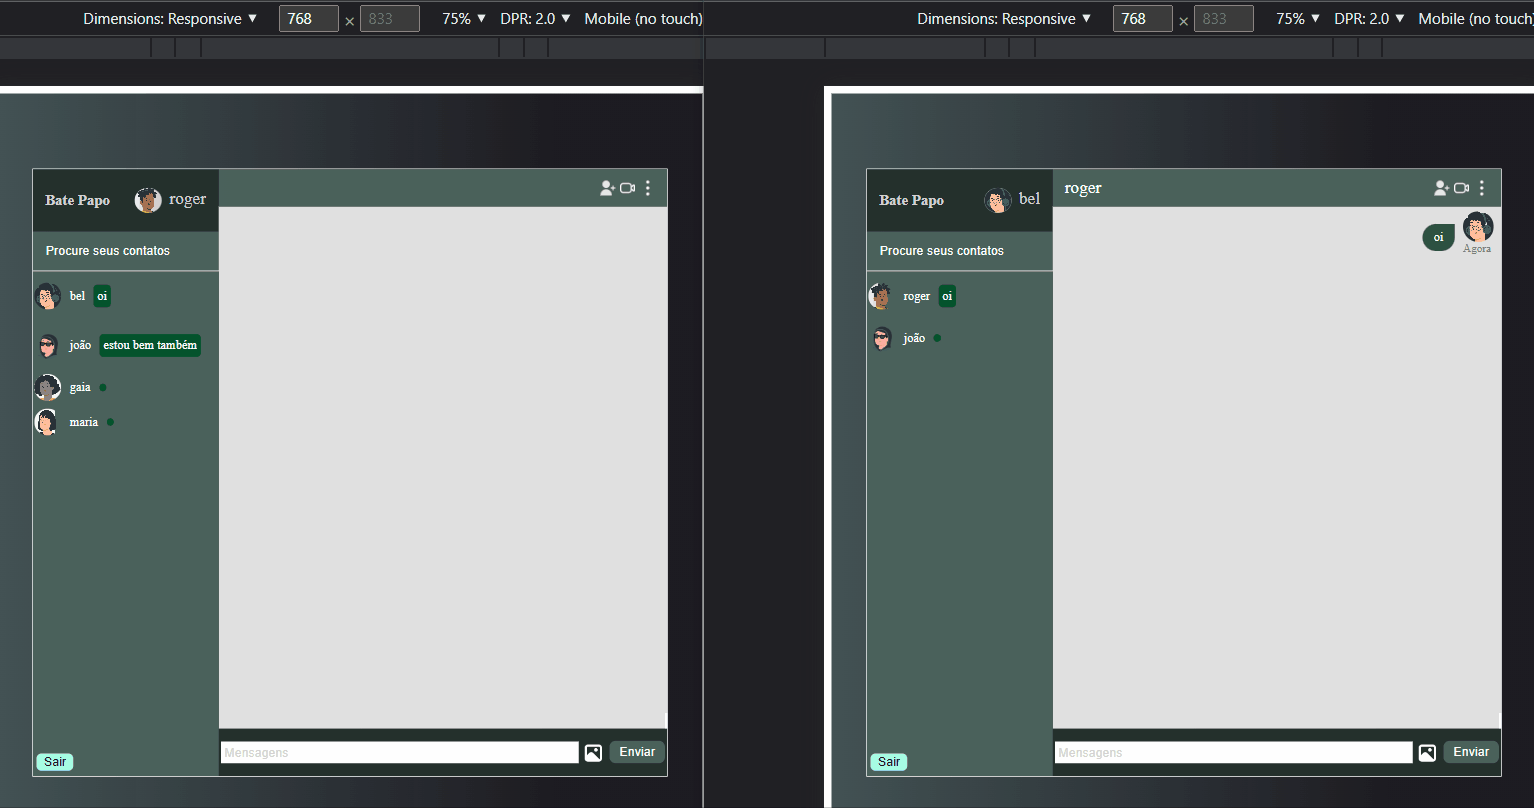 Dimensions: Responsive ▼ 768 × 833 75% ▼ DPR: 2.0 ▼ Mobile (no touch)
Bate Papo roger
Procure seus contatos
bel oi
joão estou bem também
gaia
maria
Sair
Mensagens Enviar
Dimensions: Responsive ▼ 768 × 833 75% ▼ DPR: 2.0 ▼ Mobile (no touch)
Bate Papo bel
roger
Procure seus contatos
oi
Agora
roger oi
joão
Sair
Mensagens Enviar